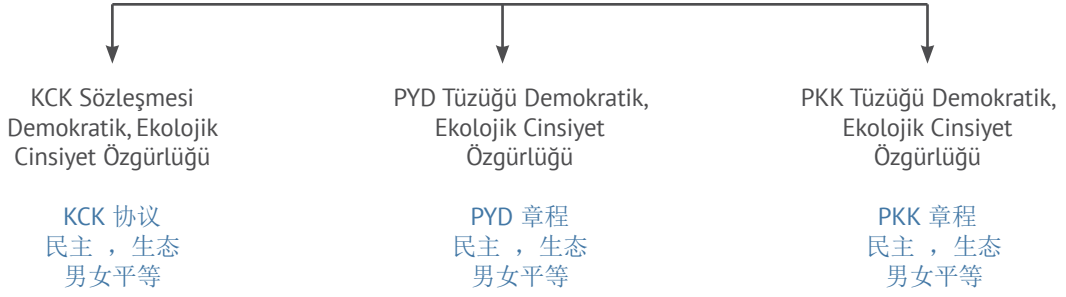 KCK Sözleşmesi
Demokratik, Ekolojik
Cinsiyet Özgürlüğü
KCK 协议
民主 ，生态
男女平等
PYD Tüzüğü Demokratik,
Ekolojik Cinsiyet
Özgürlüğü
PYD 章程
民主 ，生态
男女平等
PKK Tüzüğü Demokratik,
Ekolojik Cinsiyet
Özgürlüğü
PKK 章程
民主 ，生态
男女平等